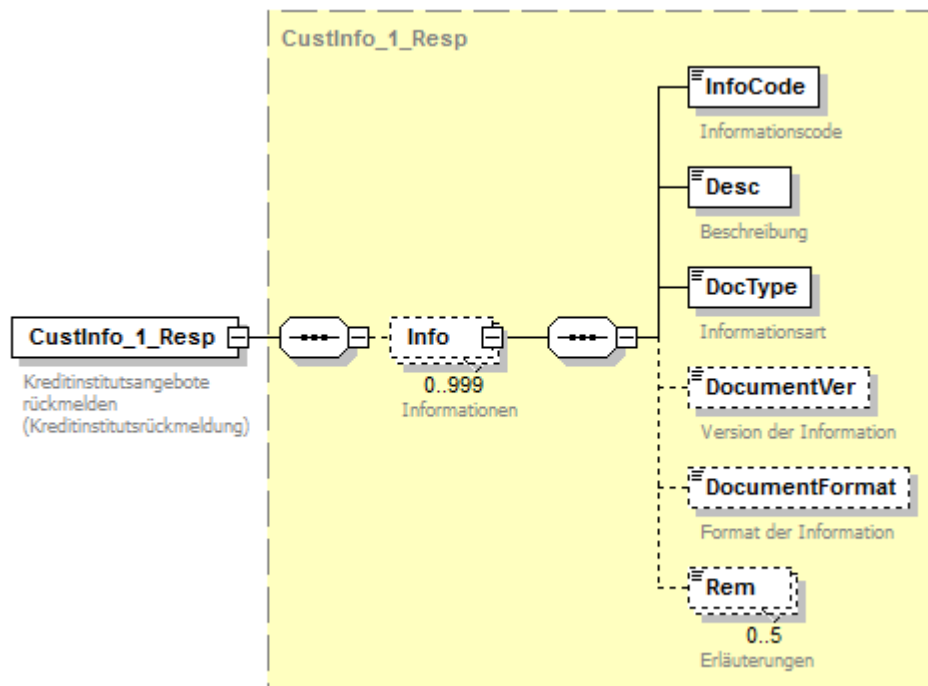 CustInfo_1_Resp
InfoCode
Informationscode
Desc
Beschreibung
DocType
Informationsart
CustInfo_1_Resp
Kreditinstitutsangebote
rückmelden
(Kreditinstitutsrückmeldung)
Info
0..999
Informationen
DocumentVer
Version der Information
DocumentFormat
Format der Information
Rem
0..5
Erläuterungen